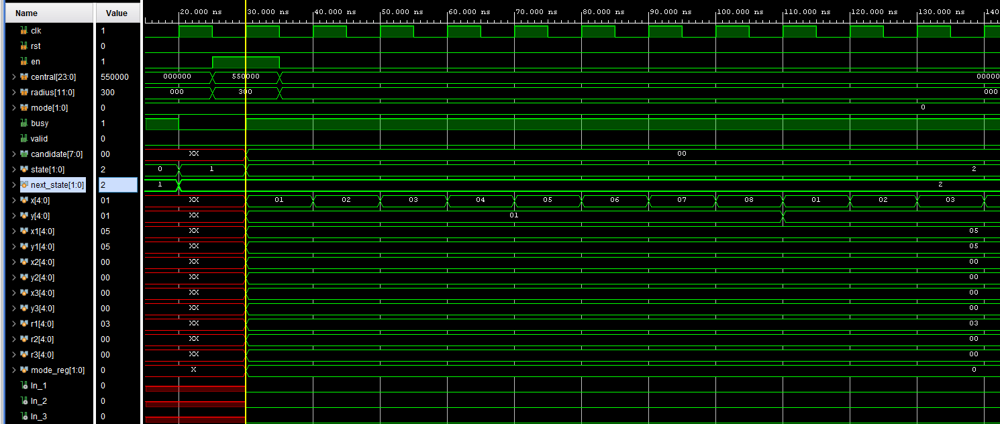 Name Value 20.000 ns 30.000 ns 40.000 ns 50.000 ns 60.000 ns 70.000 ns 80.000 ns 90.000 ns 100.000 ns 110.000 ns 120.000 ns 130.000 ns 140
clk 1
rst 0
en 1
central[23:0] 550000 000000 550000 00000
radius[11:0] 300 000 300 000
mode[1:0] 0 0
busy 1
valid 0
candidate[7:0] 00 XX 00
state[1:0] 2 0 1 2
next_state[1:0] 2 1 2
x[4:0] 01 XX 01 02 03 04 05 06 07 08 01 02 03
y[4:0] 01 XX 01
x1[4:0] 05 XX 05
y1[4:0] 05 XX 05
x2[4:0] 00 XX 00
y2[4:0] 00 XX 00
x3[4:0] 00 XX 00
y3[4:0] 00 XX 00
r1[4:0] 03 XX 03
r2[4:0] 00 XX 00
r3[4:0] 00 XX 00
mode_reg[1:0] 0 X 0
In_1 0
In_2 0
In_3 0